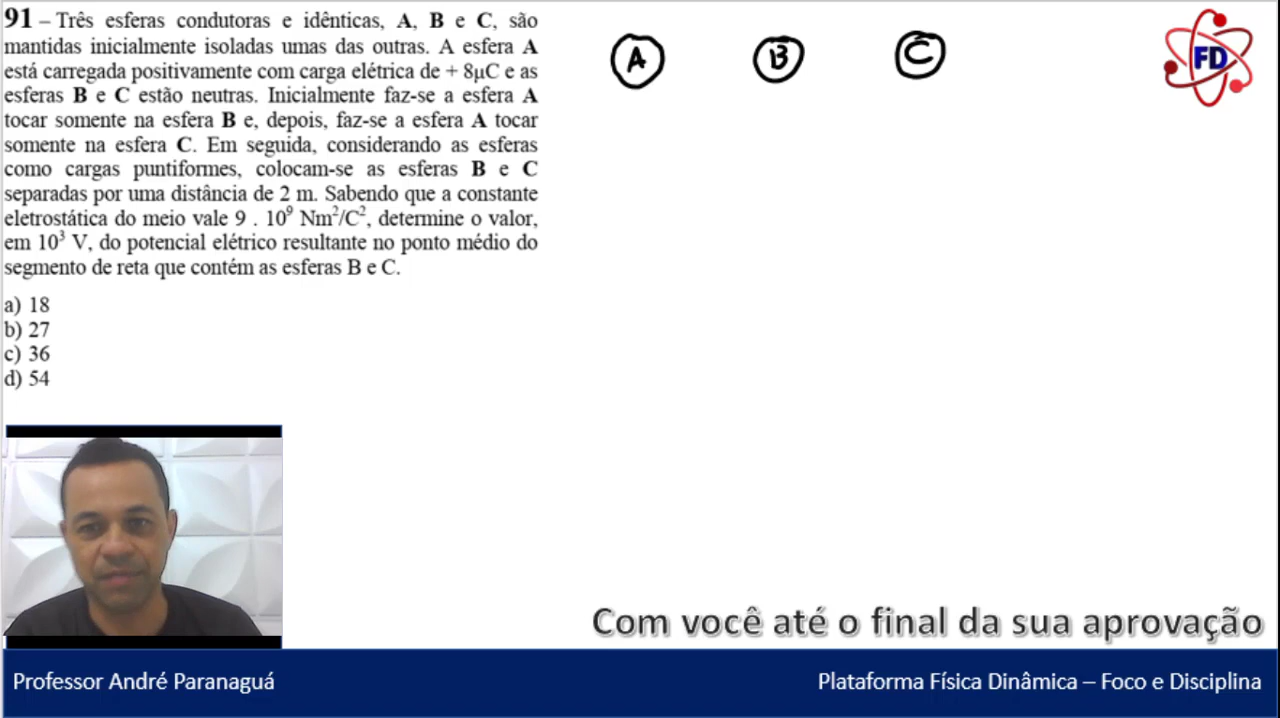 91 – Três esferas condutoras e idênticas, A, B e C, são
mantidas inicialmente isoladas umas das outras. A esfera A
está carregada positivamente com carga elétrica de + 8μC e as
esferas B e C estão neutras. Inicialmente faz-se a esfera A
tocar somente na esfera B e, depois, faz-se a esfera A tocar
somente na esfera C. Em seguida, considerando as esferas
como cargas puntiformes, colocam-se as esferas B e C
separadas por uma distância de 2 m. Sabendo que a constante
eletrostática do meio vale 9 . 10⁹ Nm²/C², determine o valor,
em 10³ V, do potencial elétrico resultante no ponto médio do
segmento de reta que contém as esferas B e C.
a) 18
b) 27
c) 36
d) 54
A B C
FD
Com você até o final da sua aprovação
Professor André Paranaguá
Plataforma Física Dinâmica – Foco e Disciplina